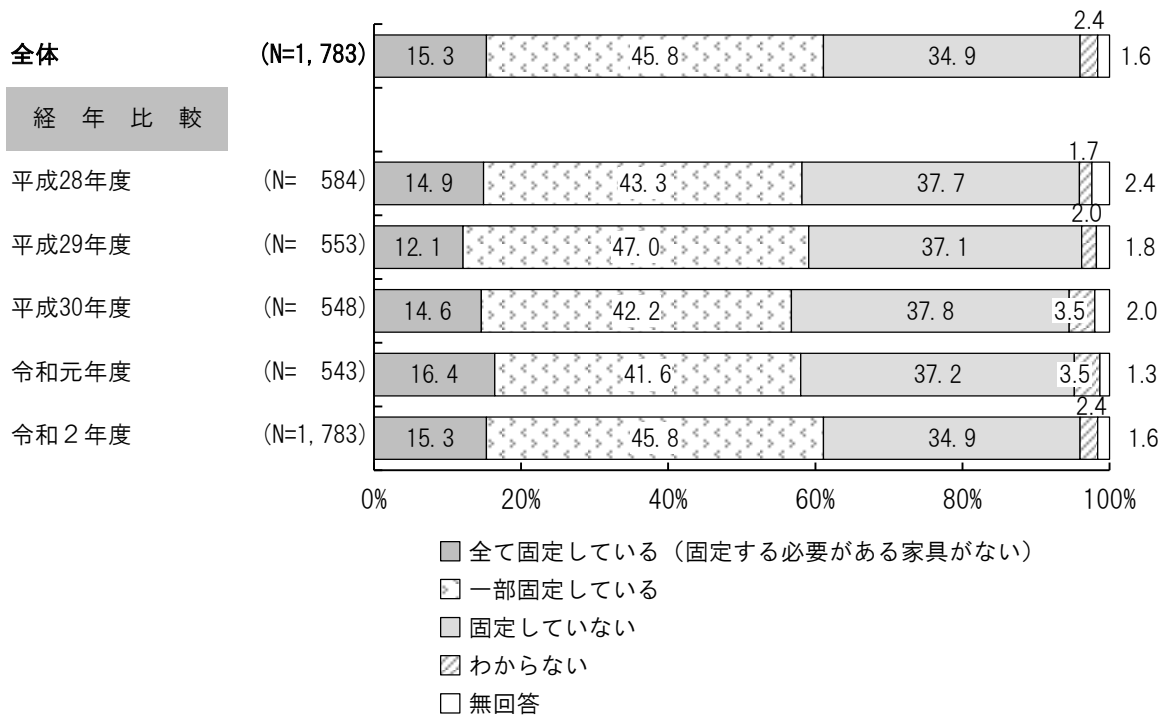 2.4
全体 (N=1,783) 15.3 45.8 34.9 1.6
経年比較
1.7
平成28年度 (N= 584) 14.9 43.3 37.7 2.4
2.0
平成29年度 (N= 553) 12.1 47.0 37.1 1.8
平成30年度 (N= 548) 14.6 42.2 37.8 3.5 2.0
令和元年度 (N= 543) 16.4 41.6 37.2 3.5 1.3
2.4
令和２年度 (N=1,783) 15.3 45.8 34.9 1.6
0% 20% 40% 60% 80% 100%
全て固定している（固定する必要がある家具がない）
一部固定している
固定していない
わからない
無回答